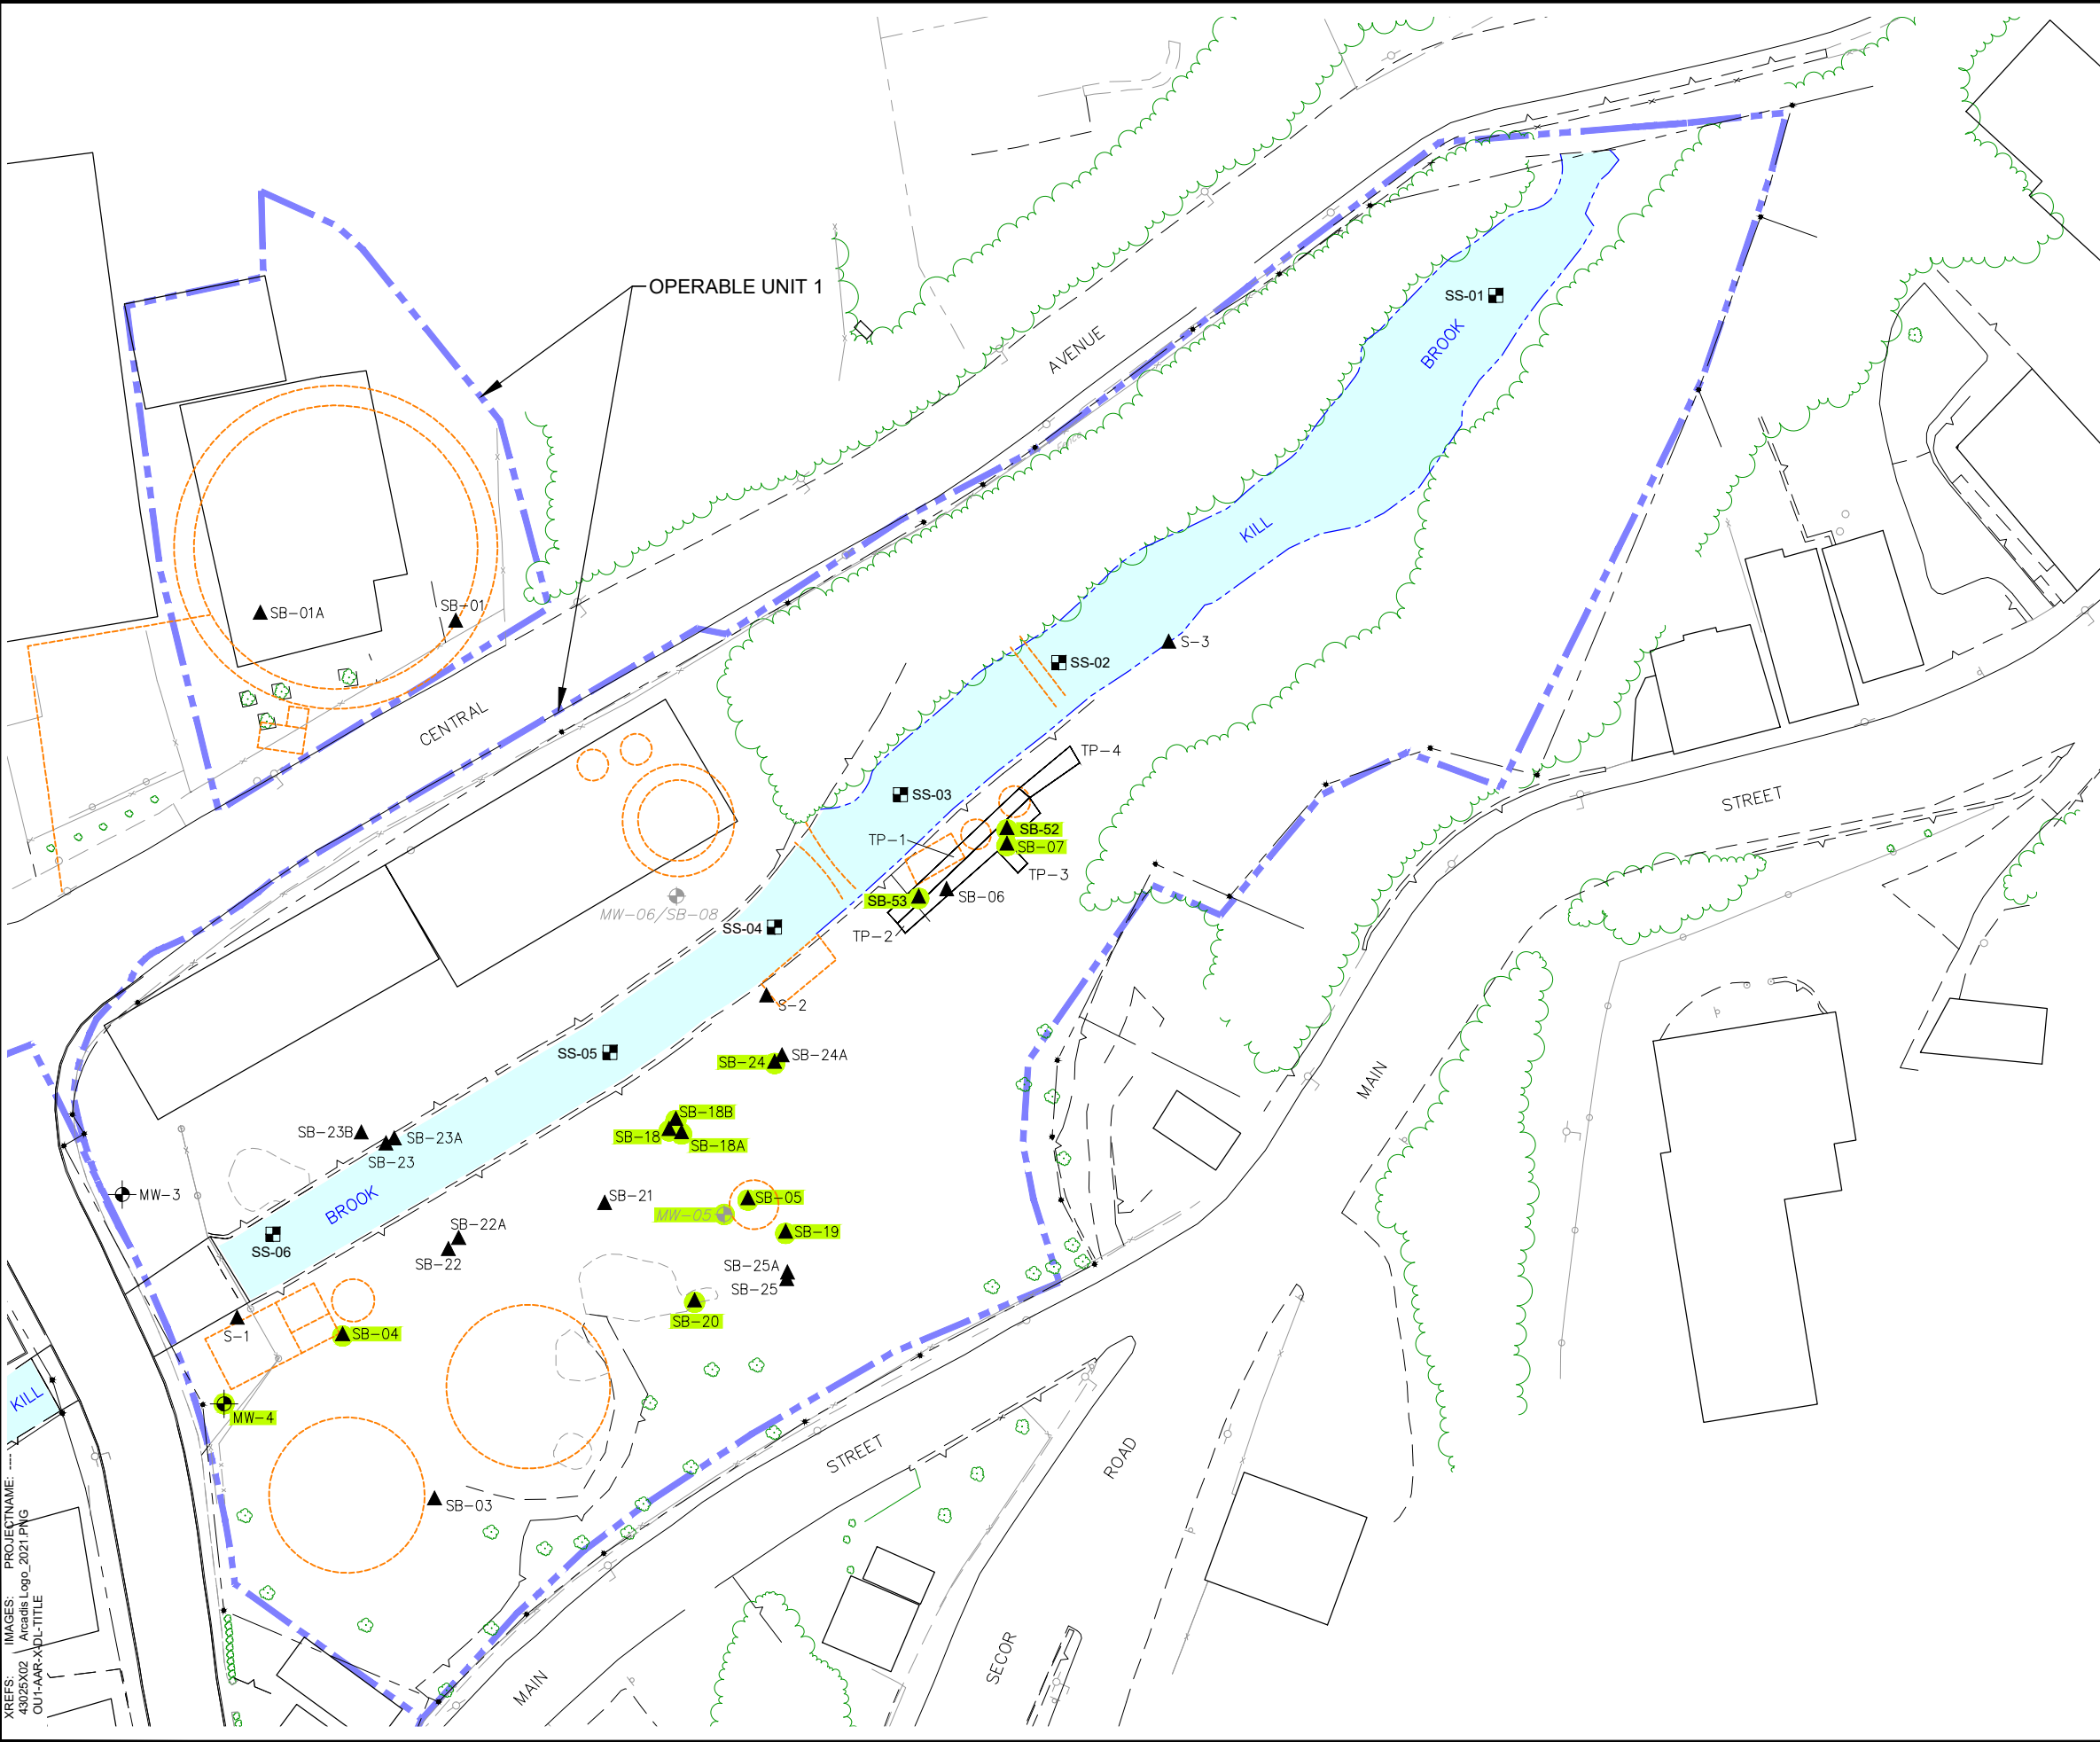 OPERABLE UNIT 1
SS-01
BROOK
AVENUE
KILL
SB-01A
SB-01
S-3
SS-02
CENTRAL
TP-4
SS-03
STREET
SB-52
TP-1
SB-07
TP-3
SB-06
SB-53
MW-06/SB-08
SS-04
TP-2
S-2
SS-05
SB-24A
SB-24
MAIN
SB-18B
SB-23B
SB-23A
SB-18
SB-18A
SB-23
MW-3
BROOK
SB-21
SB-05
MW-05
SB-22A
SB-19
SS-06
SB-22
SB-25A
SB-25
S-1
SB-20
SB-04
KILL
MW-4
STREET
ROAD
SB-03
SECOR
MAIN
XREFS: IMAGES: PROJECTNAME: ----
43025X02 Arcadis Logo_2021.PNG
OU1-AAR-X-DL-TITLE